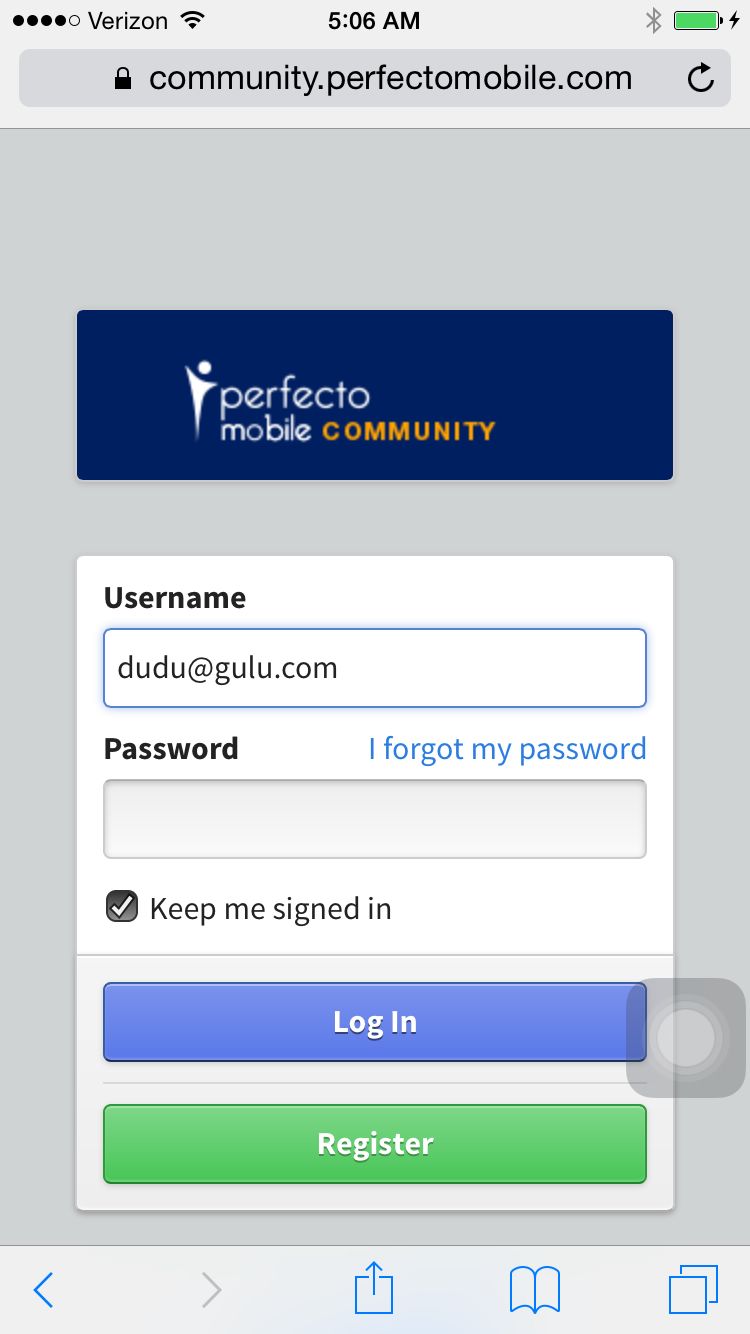 Verizon 5:06 AM
community.perfectomobile.com
perfecto
mobile COMMUNITY
Username
dudu@gulu.com
Password I forgot my password
Keep me signed in
Log In
Register